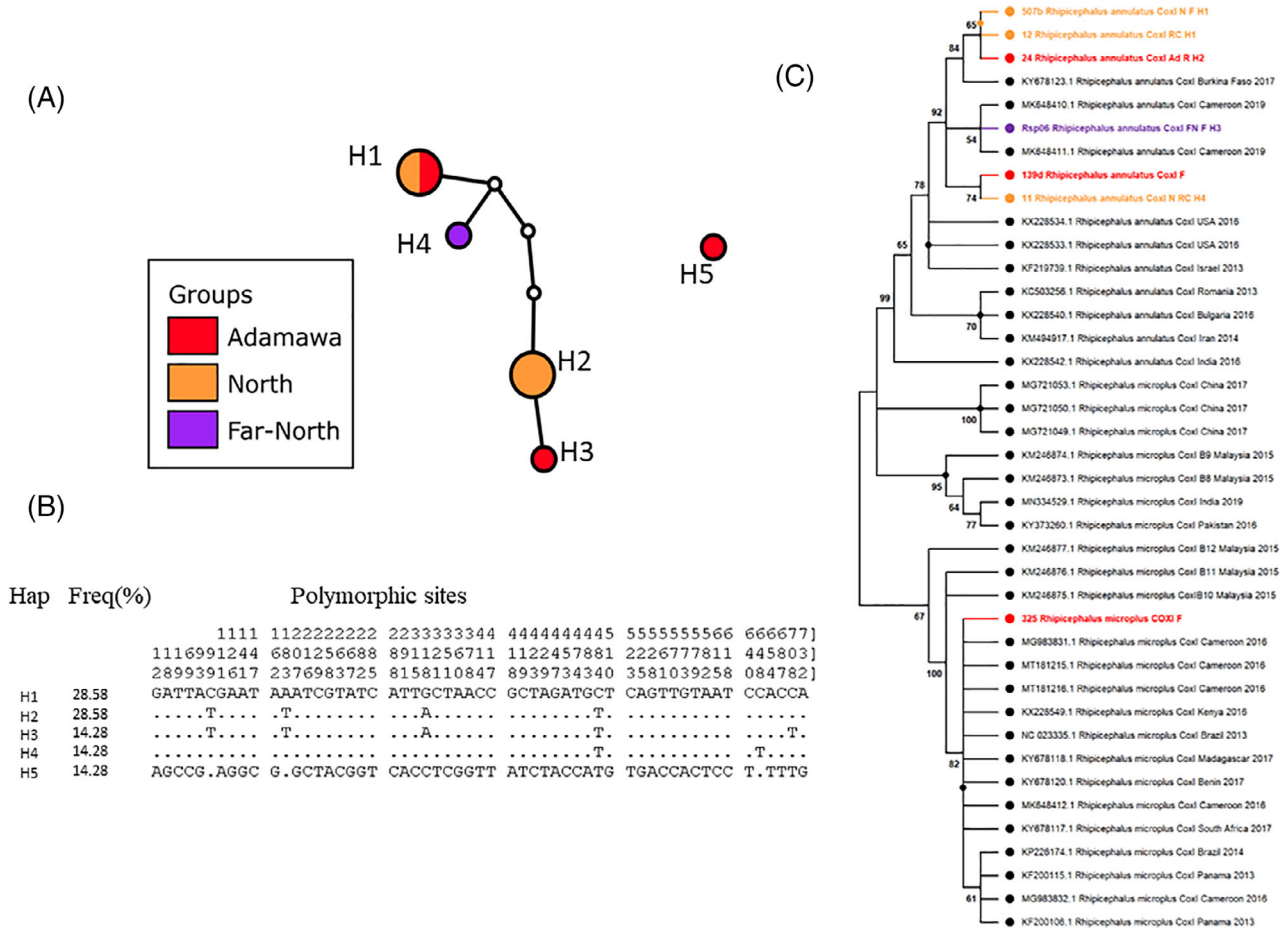 (A)
H1
H4
H5
H2
H3
Groups
Adamawa
North
Far-North
(B)
Hap Freq(%) Polymorphic sites
1111 1122222222 2233333344 4444444445 5555555566 666677]
1116991244 6801256688 8911256711 1122457881 2226777811 445803]
2899391617 8158110847 8939734340 3581039258 084782]
H1 28.58 GATTACGAAT AAATCGTATC ATTGCTAACC GCTAGATGCT CAGTTGTAAT CCACCA
H2 28.58 .....T.... .T........ ...A...... ........T. .......... ......
H3 14.28 .....T.... .T........ ...A...... ........T. .......... ....T.
H4 14.28 .......... .......... .......... ........T. .......... .T....
H5 14.28 AGCCG.AGGC G.GCTACGGT CACCTCGGTT ATCTACCATG TGACCACTCC T.TTTG
(C)
507b Rhipicephalus annulatus CoxI N F H1
12 Rhipicephalus annulatus CoxI RC H1
24 Rhipicephalus annulatus CoxI Ad R H2
KY678123.1 Rhipicephalus annulatus CoxI Burkina Faso 2017
MK648410.1 Rhipicephalus annulatus CoxI Cameroon 2019
Rsp06 Rhipicephalus annulatus CoxI FN F H3
MK648411.1 Rhipicephalus annulatus CoxI Cameroon 2019
139d Rhipicephalus annulatus CoxI F
11 Rhipicephalus annulatus CoxI N RC H4
KX228534.1 Rhipicephalus annulatus CoxI USA 2016
KX228533.1 Rhipicephalus annulatus CoxI USA 2016
KF219739.1 Rhipicephalus annulatus CoxI Israel 2013
KC503256.1 Rhipicephalus annulatus CoxI Romania 2013
KX228540.1 Rhipicephalus annulatus CoxI Bulgaria 2016
KM494917.1 Rhipicephalus annulatus CoxI Iran 2014
KX228542.1 Rhipicephalus annulatus CoxI India 2016
MG721053.1 Rhipicephalus microplus CoxI China 2017
MG721050.1 Rhipicephalus microplus CoxI China 2017
MG721049.1 Rhipicephalus microplus CoxI China 2017
KM246874.1 Rhipicephalus microplus CoxI B9 Malaysia 2015
KM246873.1 Rhipicephalus microplus CoxI B8 Malaysia 2015
MN334529.1 Rhipicephalus microplus CoxI India 2019
KY373260.1 Rhipicephalus microplus CoxI Pakistan 2016
KM246877.1 Rhipicephalus microplus CoxI B12 Malaysia 2015
KM246876.1 Rhipicephalus microplus CoxI B11 Malaysia 2015
KM246875.1 Rhipicephalus microplus CoxIB10 Malaysia 2015
325 Rhipicephalus microplus COXI F
MG983831.1 Rhipicephalus microplus CoxI Cameroon 2016
MT181215.1 Rhipicephalus microplus CoxI Cameroon 2016
MT181216.1 Rhipicephalus microplus CoxI Cameroon 2016
KX228549.1 Rhipicephalus microplus CoxI Kenya 2016
NC 023335.1 Rhipicephalus microplus CoxI Brazil 2013
KY678118.1 Rhipicephalus microplus CoxI Madagascar 2017
KY678120.1 Rhipicephalus microplus CoxI Benin 2017
MK648412.1 Rhipicephalus microplus CoxI Cameroon 2016
KY678117.1 Rhipicephalus microplus CoxI South Africa 2017
KP226174.1 Rhipicephalus microplus CoxI Brazil 2014
KF200115.1 Rhipicephalus microplus CoxI Panama 2013
MG983832.1 Rhipicephalus microplus CoxI Cameroon 2016
KF200106.1 Rhipicephalus microplus CoxI Panama 2013
65
84
92
54
74
78
65
70
99
100
95
64
77
67
100
82
61